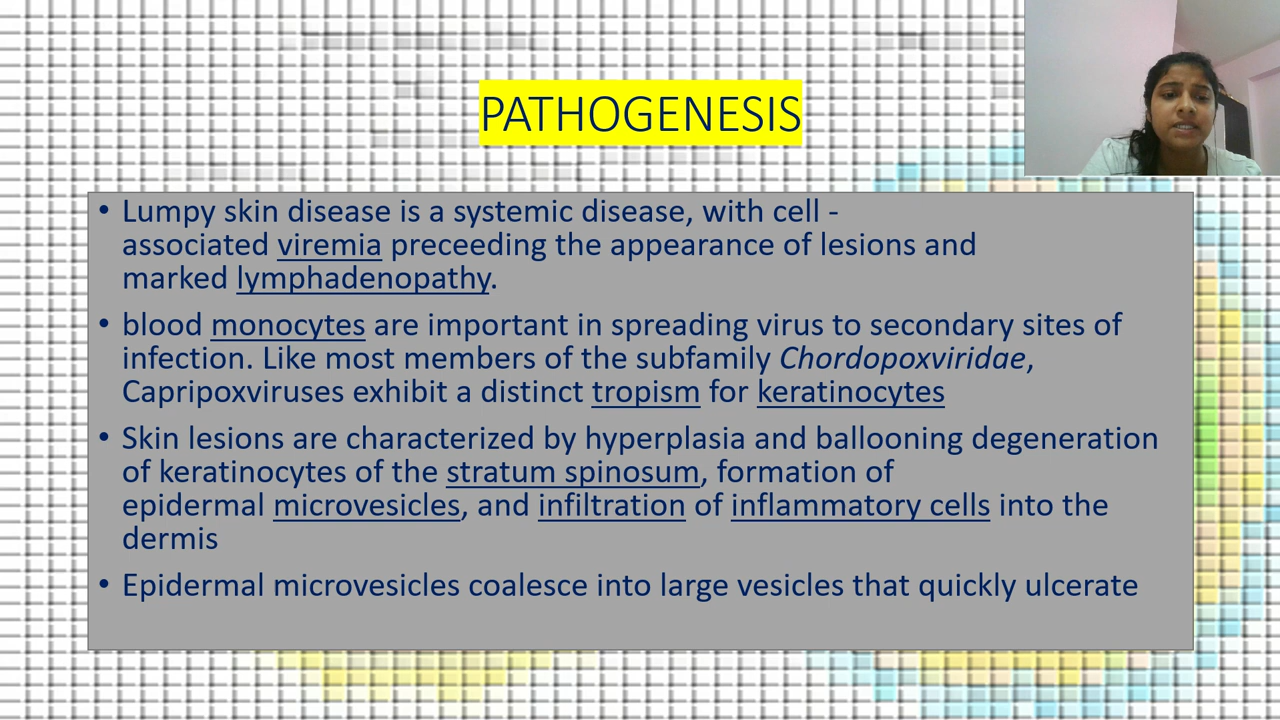 PATHOGENESIS
• Lumpy skin disease is a systemic disease, with cell -
associated viremia preceeding the appearance of lesions and
marked lymphadenopathy.
• blood monocytes are important in spreading virus to secondary sites of
infection. Like most members of the subfamily Chordopoxviridae,
Capripoxviruses exhibit a distinct tropism for keratinocytes
• Skin lesions are characterized by hyperplasia and ballooning degeneration
of keratinocytes of the stratum spinosum, formation of
epidermal microvesicles, and infiltration of inflammatory cells into the
dermis
• Epidermal microvesicles coalesce into large vesicles that quickly ulcerate